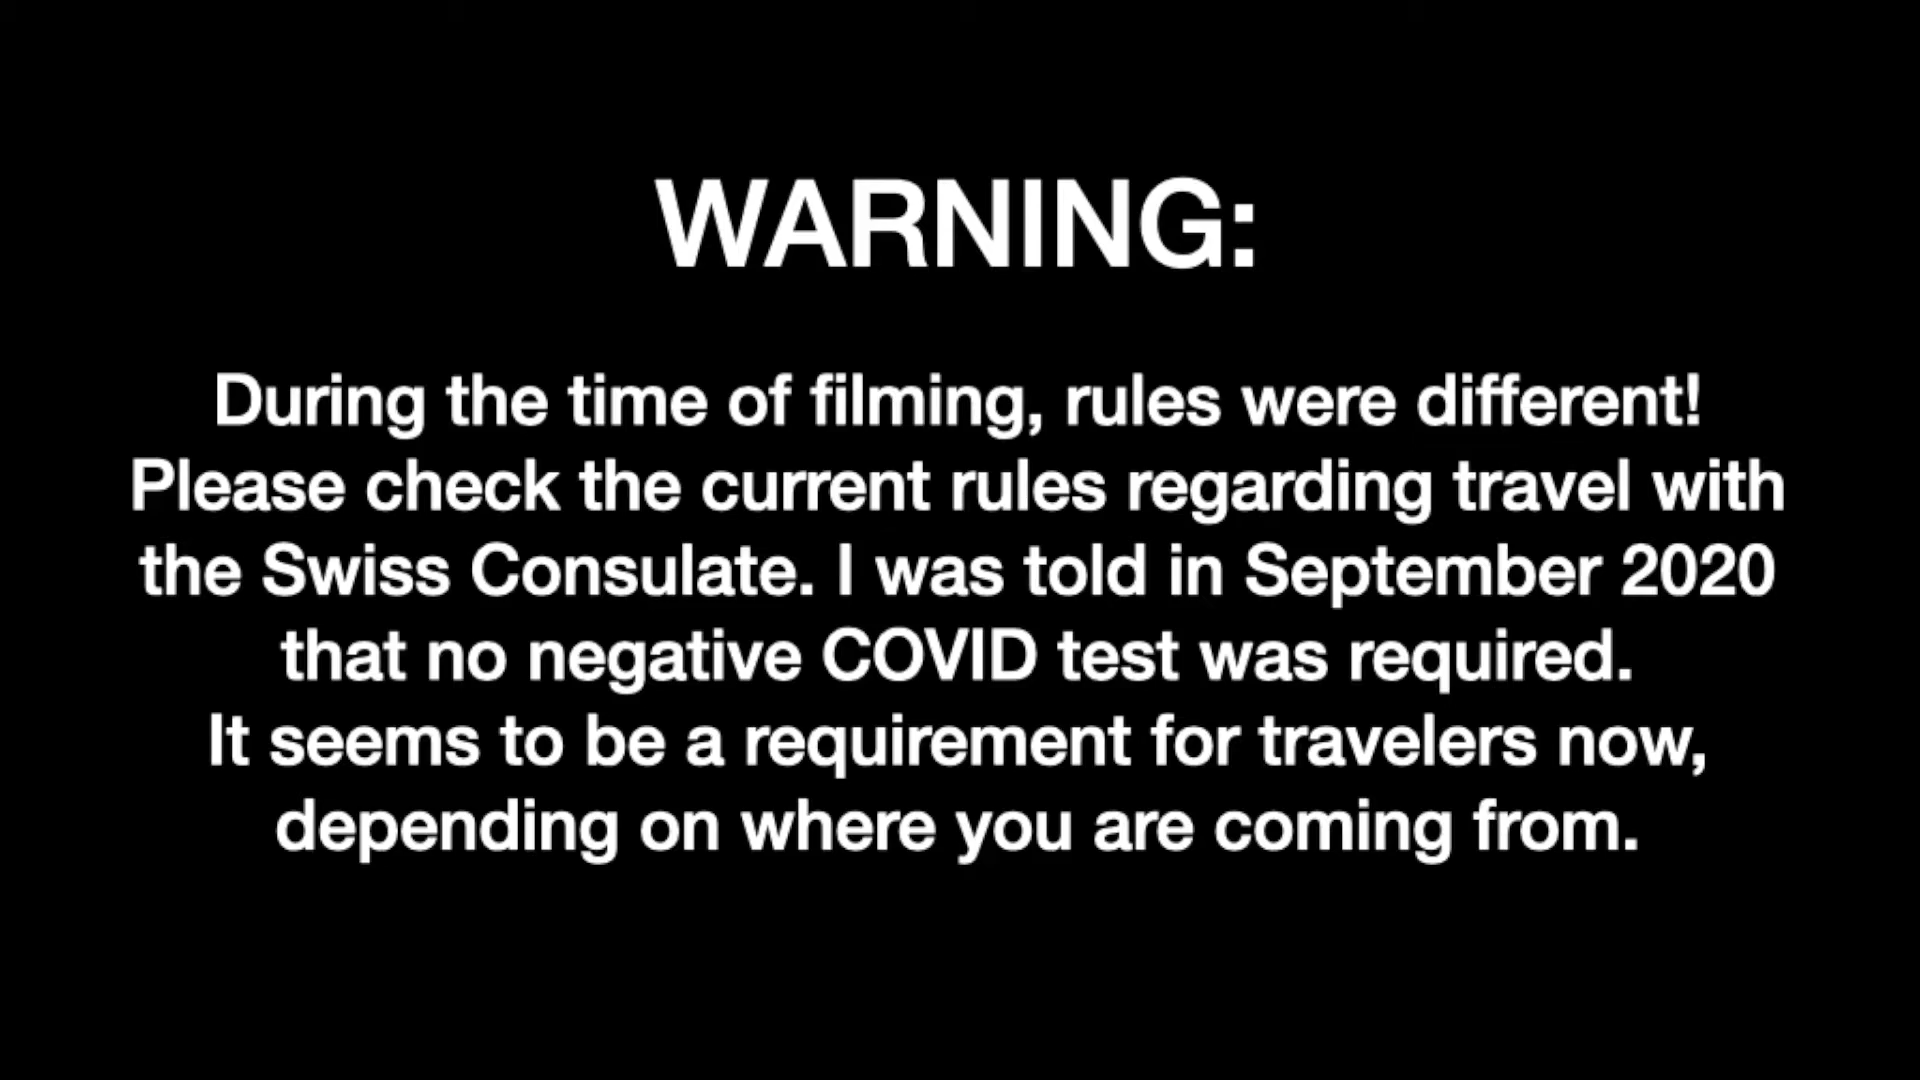 WARNING:
During the time of filming, rules were different!
Please check the current rules regarding travel with
the Swiss Consulate. I was told in September 2020
that no negative COVID test was required.
It seems to be a requirement for travelers now,
depending on where you are coming from.